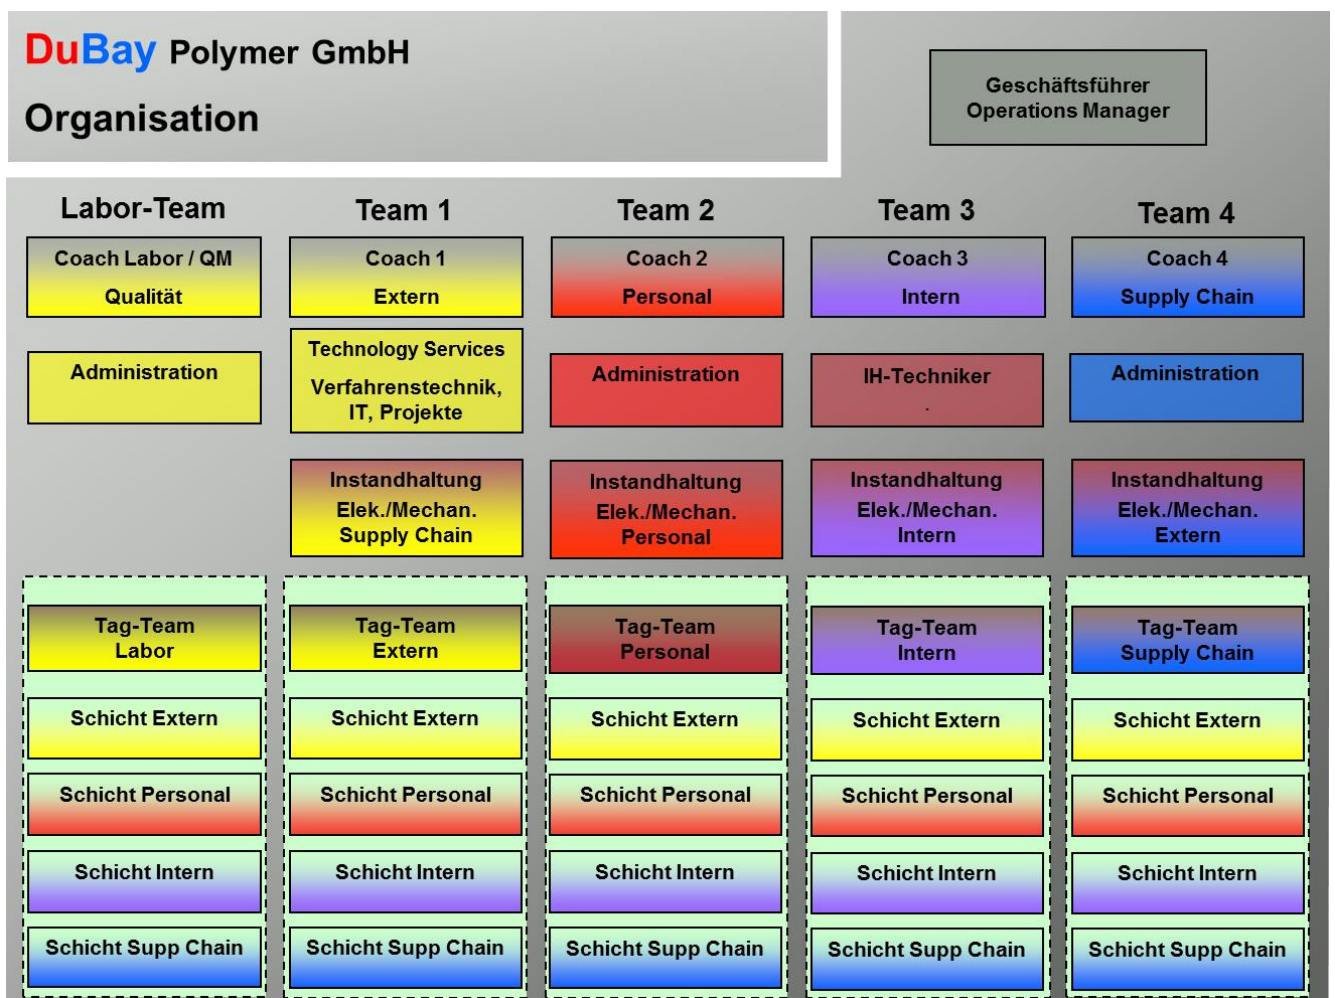 DuBay Polymer GmbH
Organisation
Geschäftsführer
Operations Manager
Labor-Team
Team 1
Team 2
Team 3
Team 4
Coach Labor / QM
Qualität
Coach 1
Extern
Coach 2
Personal
Coach 3
Intern
Coach 4
Supply Chain
Administration
Technology Services
Verfahrenstechnik,
IT, Projekte
Administration
IH-Techniker
.
Administration
Instandhaltung
Elek./Mechan.
Supply Chain
Instandhaltung
Elek./Mechan.
Personal
Instandhaltung
Elek./Mechan.
Intern
Instandhaltung
Elek./Mechan.
Extern
Tag-Team
Labor
Tag-Team
Extern
Tag-Team
Personal
Tag-Team
Intern
Tag-Team
Supply Chain
Schicht Extern
Schicht Extern
Schicht Extern
Schicht Extern
Schicht Extern
Schicht Personal
Schicht Personal
Schicht Personal
Schicht Personal
Schicht Personal
Schicht Intern
Schicht Intern
Schicht Intern
Schicht Intern
Schicht Intern
Schicht Supp Chain
Schicht Supp Chain
Schicht Supp Chain
Schicht Supp Chain
Schicht Supp Chain